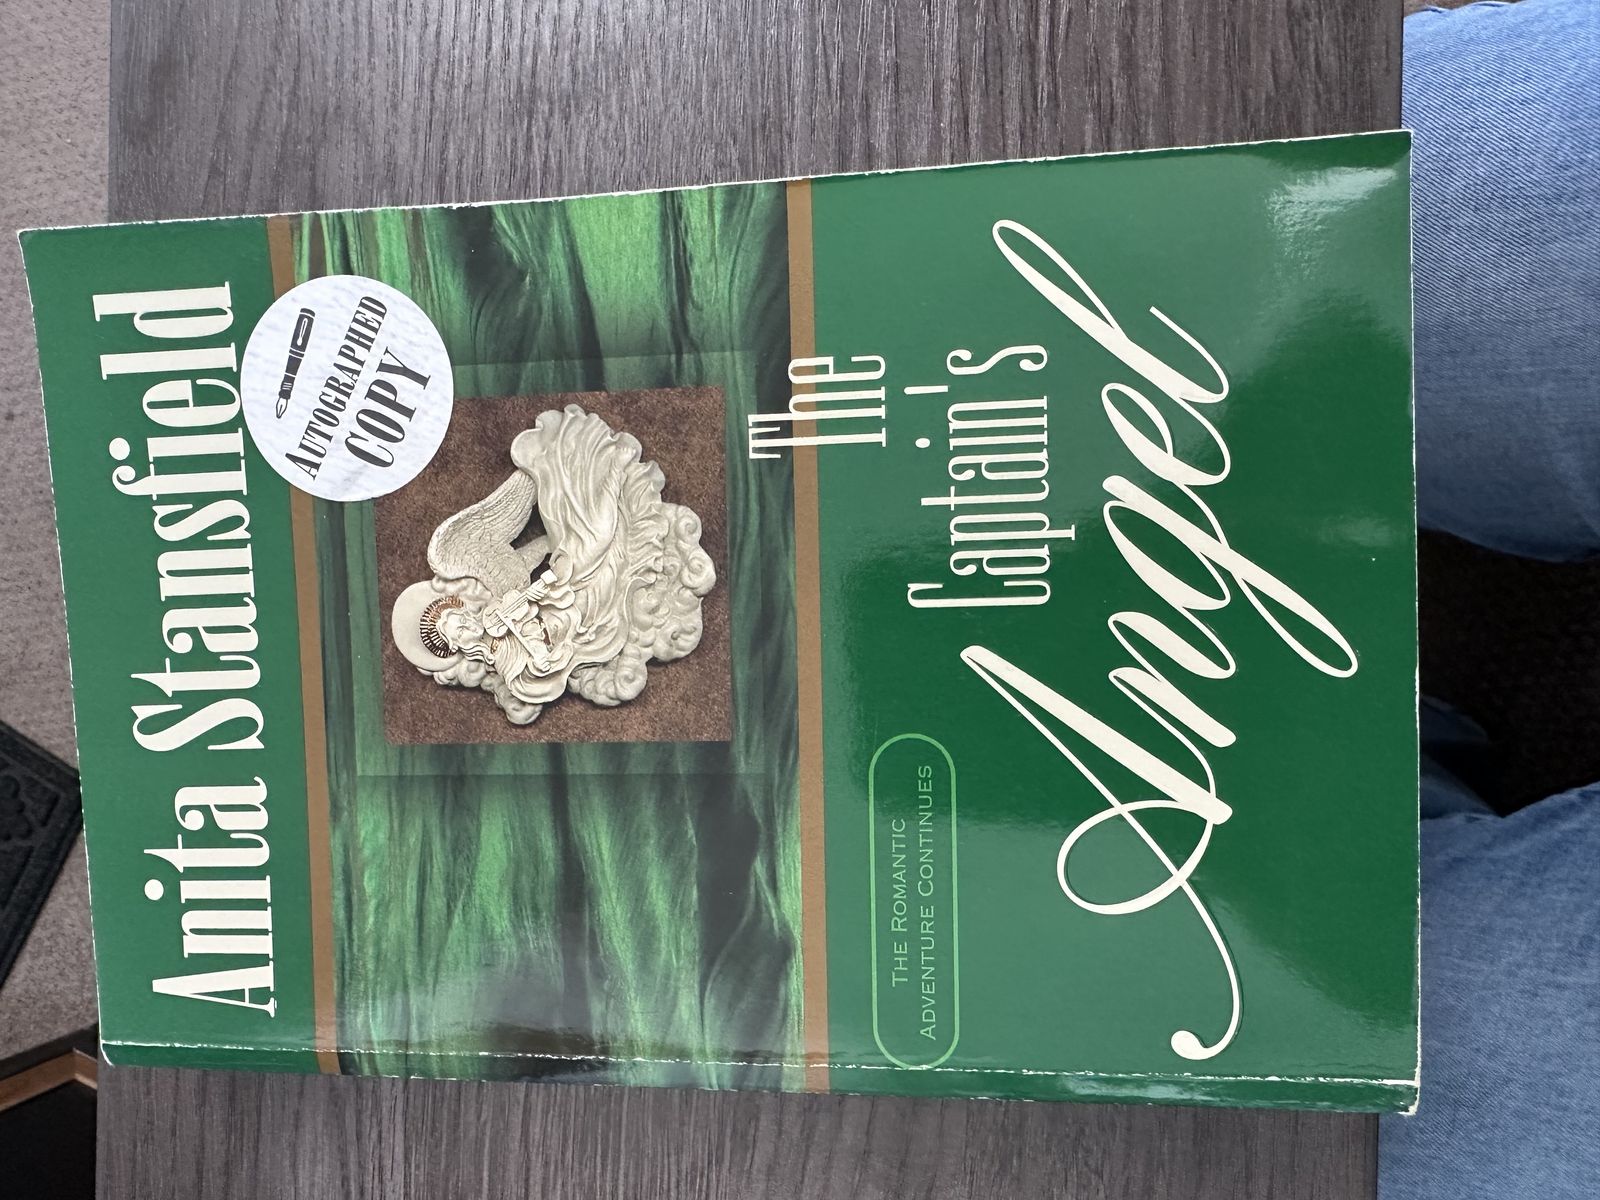 Anita Stansfield
AUTOGRAPHED
COPY
The
Captain's
Angel
THE ROMANTIC
ADVENTURE CONTINUES